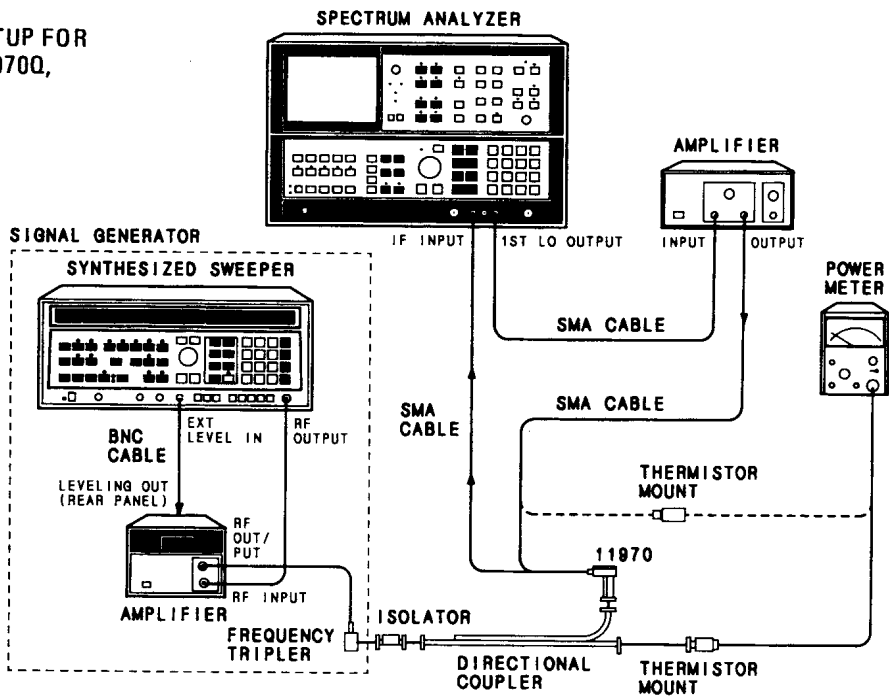 TUP FOR
970Q,
SPECTRUM ANALYZER
AMPLIFIER
IF INPUT
1ST LO OUTPUT
INPUT
OUTPUT
SIGNAL GENERATOR
SYNTHESIZED SWEEPER
POWER
METER
SMA CABLE
SMA
CABLE
SMA CABLE
EXT
LEVEL IN
RF
OUTPUT
BNC
CABLE
LEVELING OUT
(REAR PANEL)
THERMISTOR
MOUNT
RF
OUT/
PUT
11970
RF INPUT
AMPLIFIER
ISOLATOR
FREQUENCY
TRIPLER
DIRECTIONAL
COUPLER
THERMISTOR
MOUNT